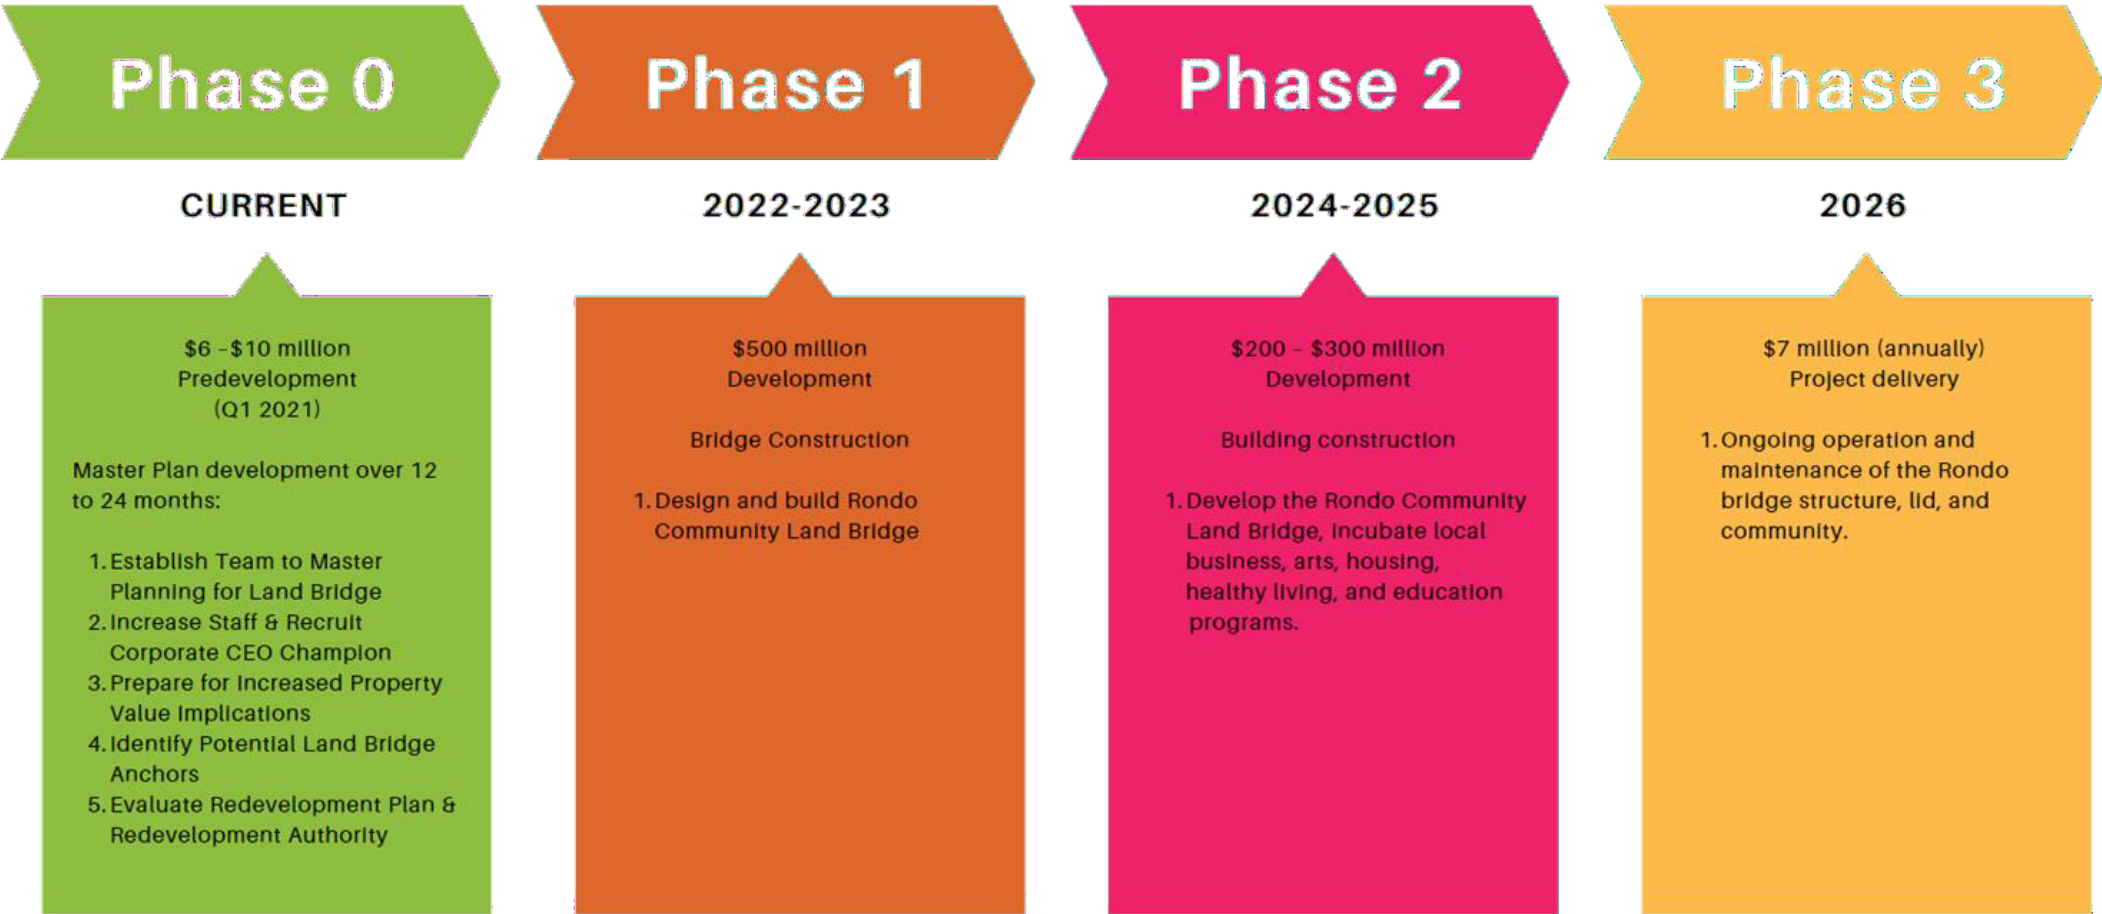 Phase 0
CURRENT
$6 -$10 million
Predevelopment
(Q1 2021)
Master Plan development over 12
to 24 months:
1. Establish Team to Master
Planning for Land Bridge
2. Increase Staff & Recruit
Corporate CEO Champion
3. Prepare for Increased Property
Value Implications
4. Identify Potential Land Bridge
Anchors
5. Evaluate Redevelopment Plan &
Redevelopment Authority
Phase 1
2022-2023
$500 million
Development
Bridge Construction
1. Design and build Rondo
Community Land Bridge
Phase 2
2024-2025
$200 - $300 million
Development
Building construction
1. Develop the Rondo Community
Land Bridge, incubate local
business, arts, housing,
healthy living, and education
programs.
Phase 3
2026
$7 million (annually)
Project delivery
1. Ongoing operation and
maintenance of the Rondo
bridge structure, lid, and
community.